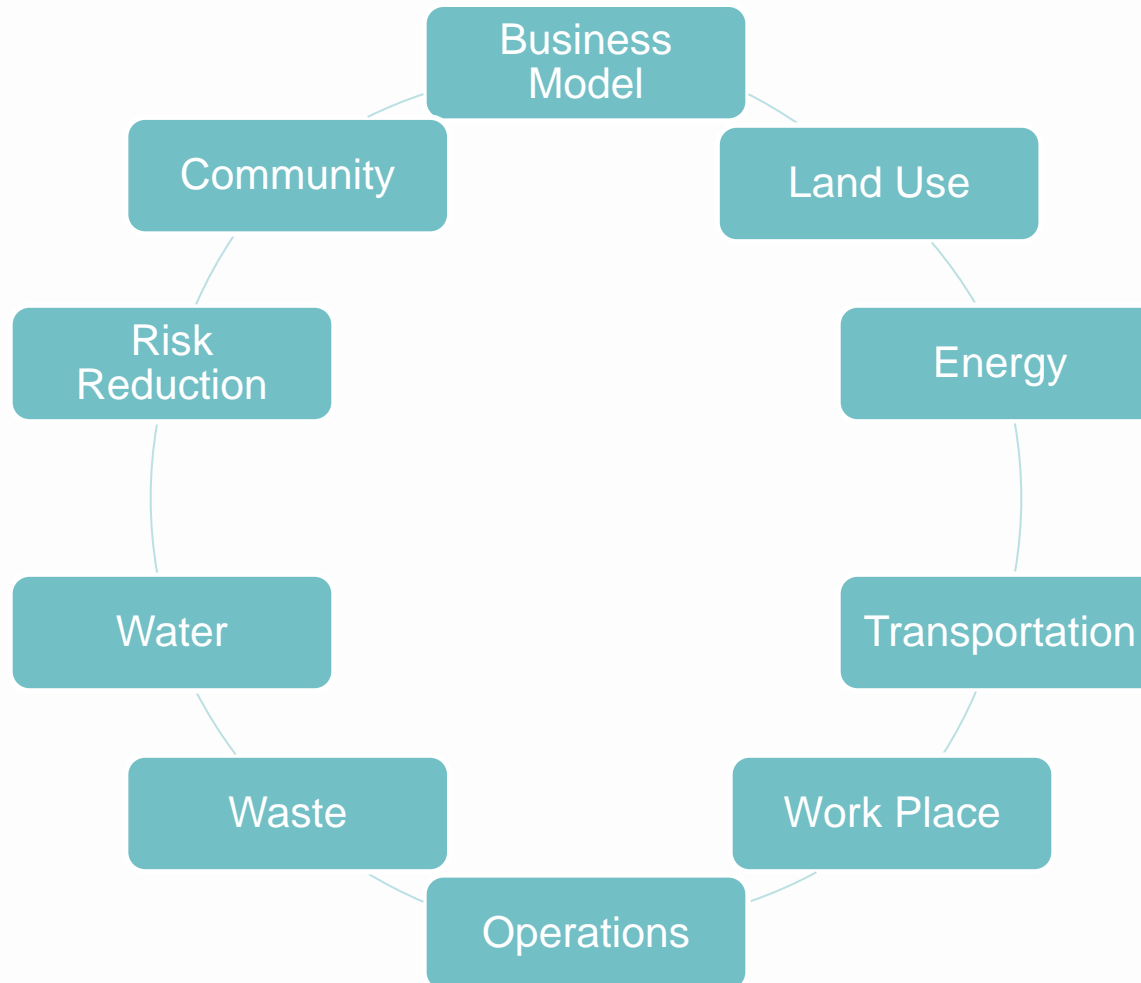 Business
Model
Land Use
Energy
Transportation
Work Place
Operations
Waste
Water
Risk
Reduction
Community